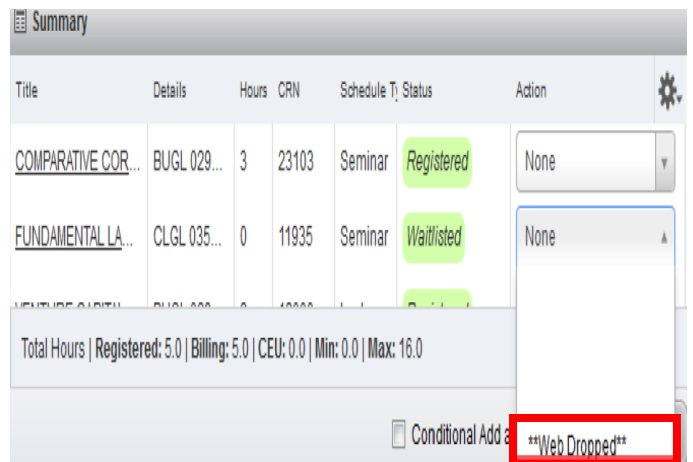 Summary
Title Details Hours CRN Schedule Ty Status Action
COMPARATIVE COR... BUGL 029... 3 23103 Seminar Registered None
FUNDAMENTAL LA... CLGL 035... 0 11935 Seminar Waitlisted None
Total Hours | Registered: 5.0 | Billing: 5.0 | CEU: 0.0 | Min: 0.0 | Max: 16.0
Conditional Add a
**Web Dropped**